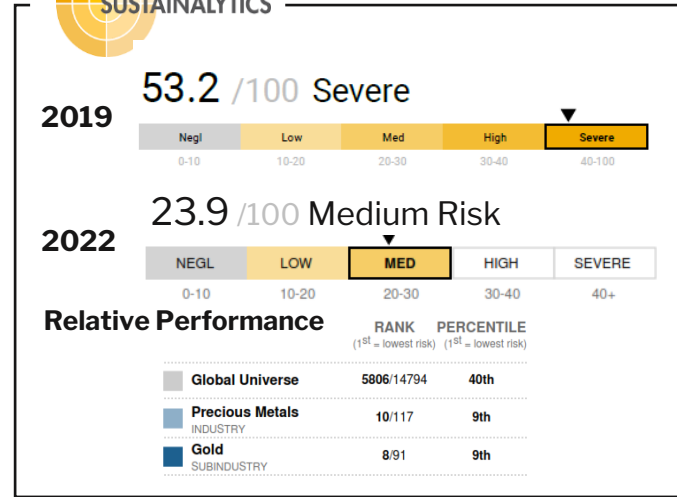 SUSTAINALYTICS
2019
53.2 /100 Severe
Negl Low Med High Severe
0-10 10-20 20-30 30-40 40-100
2022
23.9 /100 Medium Risk
NEGL LOW MED HIGH SEVERE
0-10 10-20 20-30 30-40 40+
Relative Performance
RANK PERCENTILE
(1st = lowest risk) (1st = lowest risk)
Global Universe 5806/14794 40th
Precious Metals 10/117 9th
INDUSTRY
Gold 8/91 9th
SUBINDUSTRY